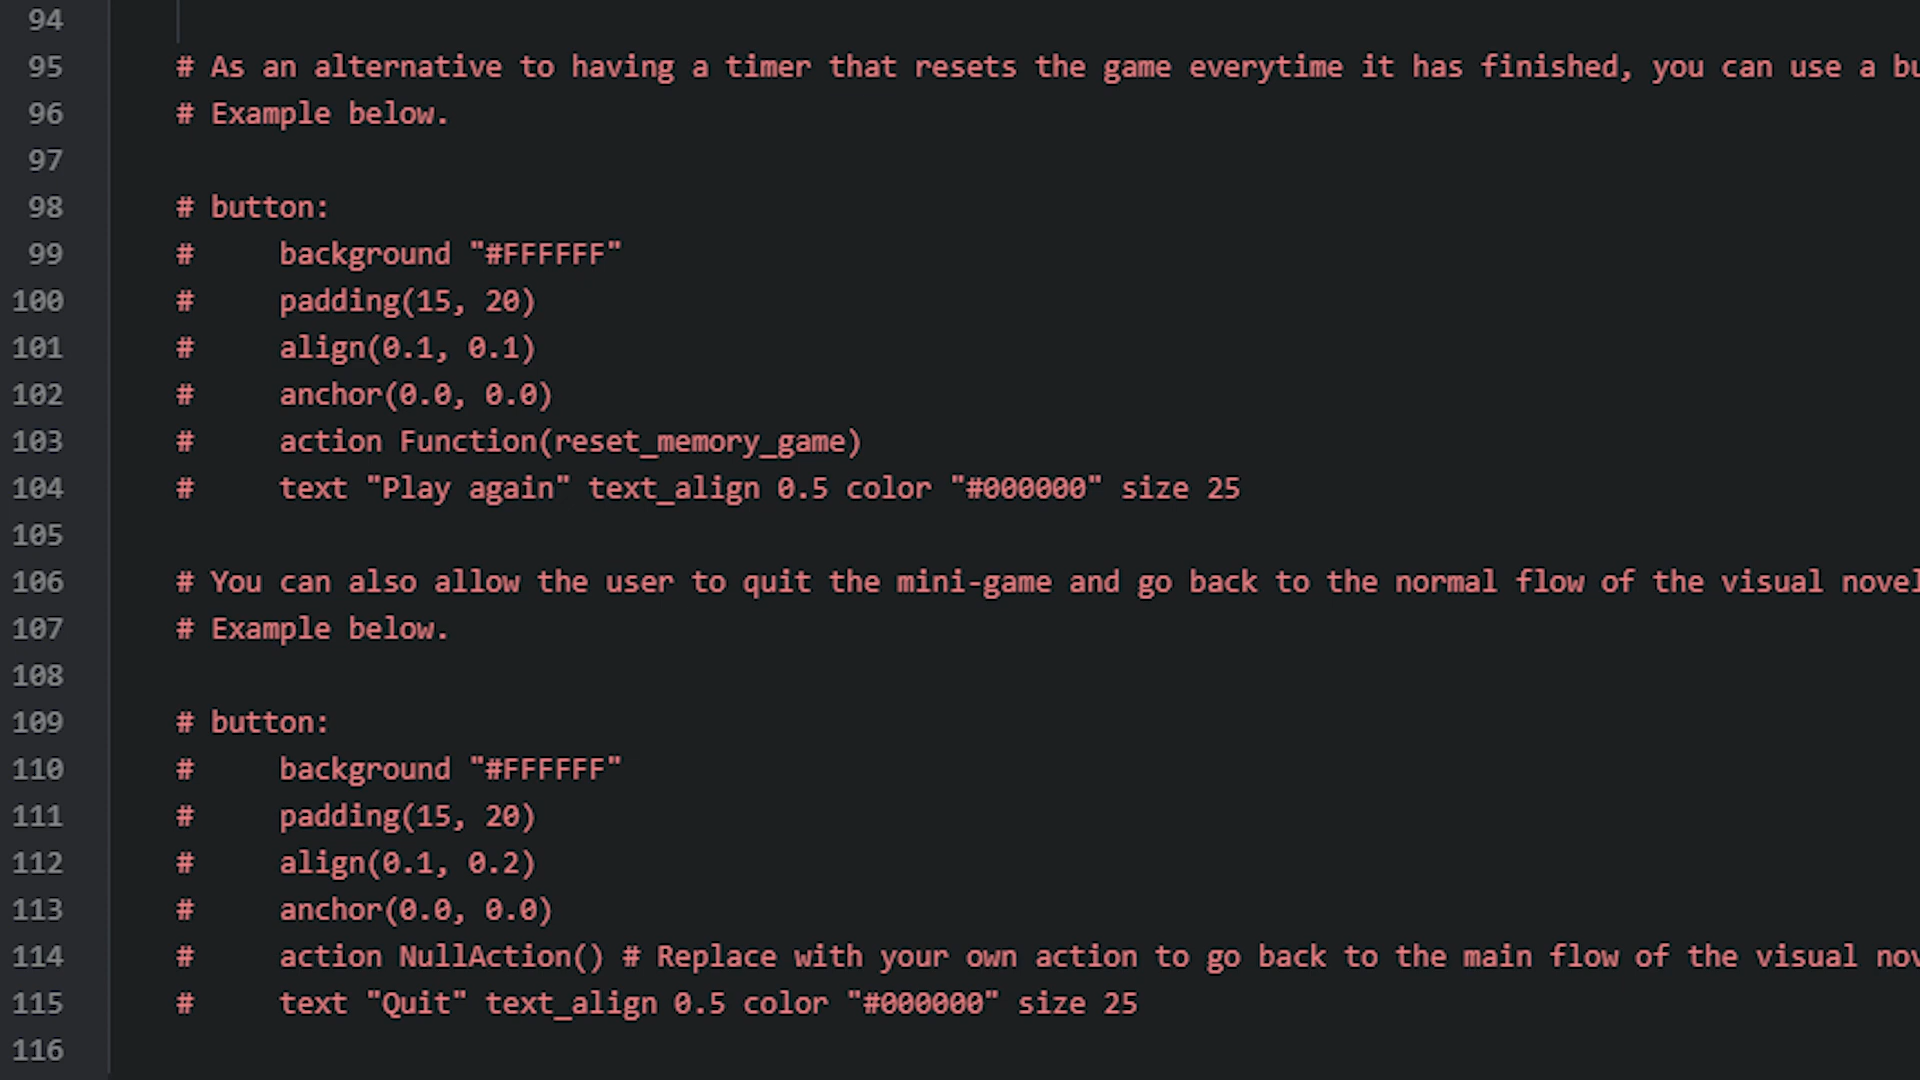 94
95 # As an alternative to having a timer that resets the game everytime it has finished, you can use a
96 # Example below.
97
98 # button:
99 #     background "#FFFFFF"
100 #     padding(15, 20)
101 #     align(0.1, 0.1)
102 #     anchor(0.0, 0.0)
103 #     action Function(reset_memory_game)
104 #     text "Play again" text_align 0.5 color "#000000" size 25
105
106 # You can also allow the user to quit the mini-game and go back to the normal flow of the visual novel
107 # Example below.
108
109 # button:
110 #     background "#FFFFFF"
111 #     padding(15, 20)
112 #     align(0.1, 0.2)
113 #     anchor(0.0, 0.0)
114 #     action NullAction() # Replace with your own action to go back to the main flow of the visual
115 #     text "Quit" text_align 0.5 color "#000000" size 25
116